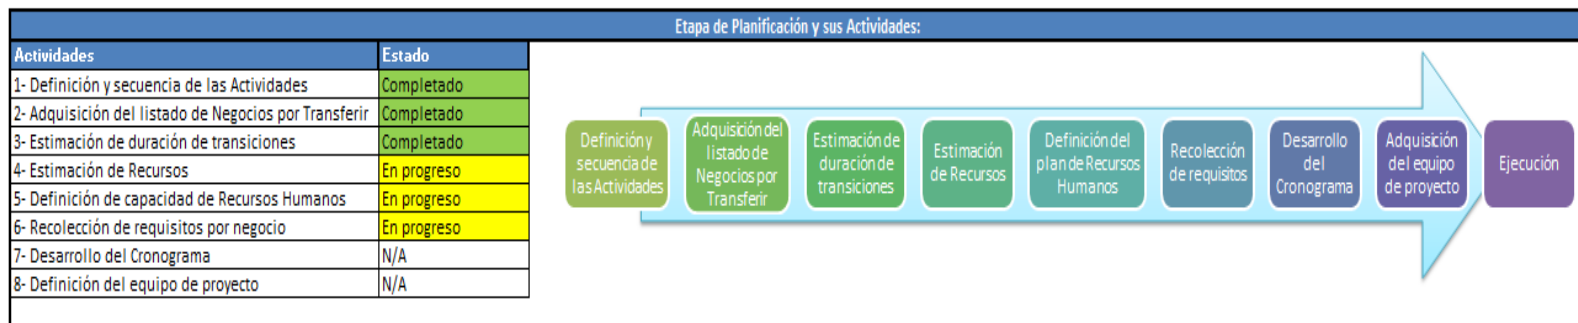 Etapa de Planificación y sus Actividades:
Actividades Estado
1- Definición y secuencia de las Actividades Completado
2- Adquisición del listado de Negocios por Transferir Completado
3- Estimación de duración de transiciones Completado
4- Estimación de Recursos En progreso
5- Definición de capacidad de Recursos Humanos En progreso
6- Recolección de requisitos por negocio En progreso
7- Desarrollo del Cronograma N/A
8- Definición del equipo de proyecto N/A
Definición y
secuencia de
las Actividades
Adquisición del
listado de
Negocios por
Transferir
Estimación de
duración de
transiciones
Estimación
de Recursos
Definición del
plan de Recursos
Humanos
Recolección
de requisitos
Desarrollo
del
Cronograma
Adquisición
del equipo
de proyecto
Ejecución